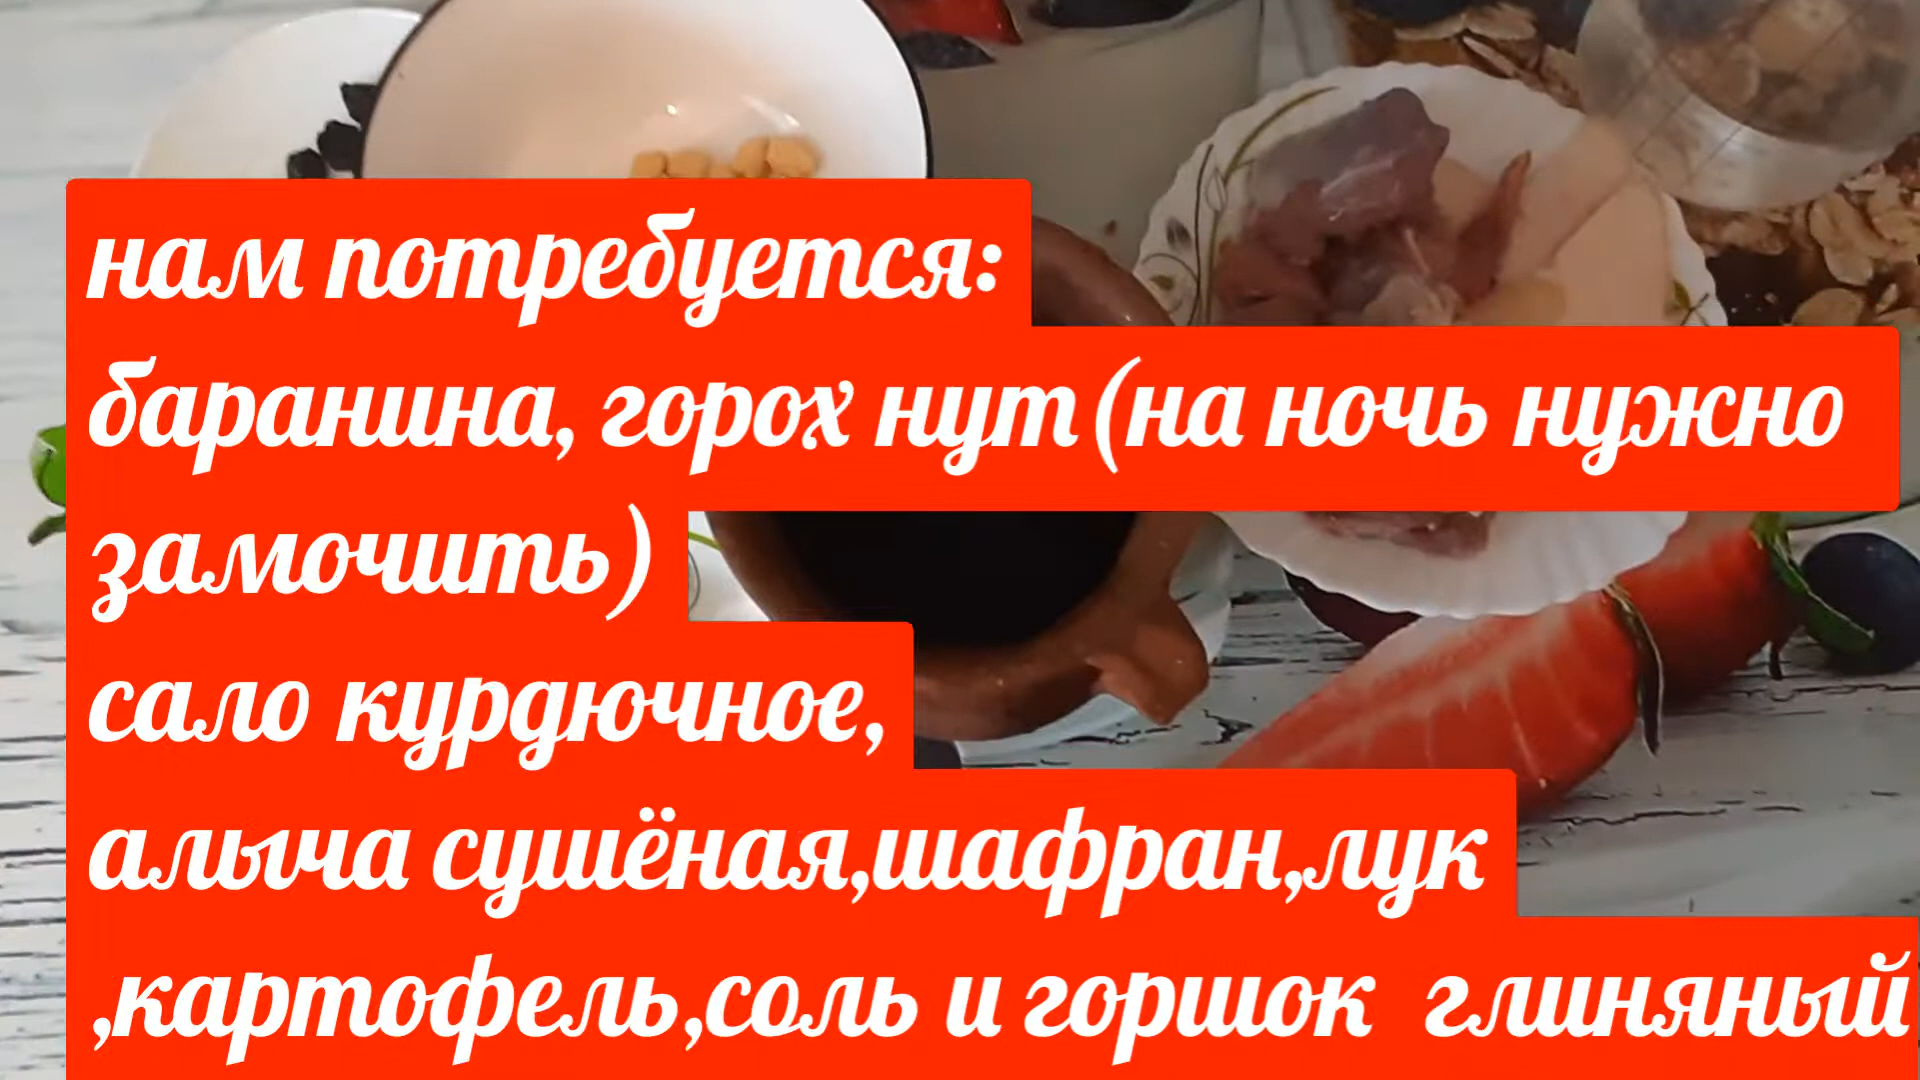 нам потребуется:
баранина, горох нут(на ночь нужно
замочить)
сало курдючное,
алыча сушёная,шафран,лук
,картофель,соль и горшок глиняный